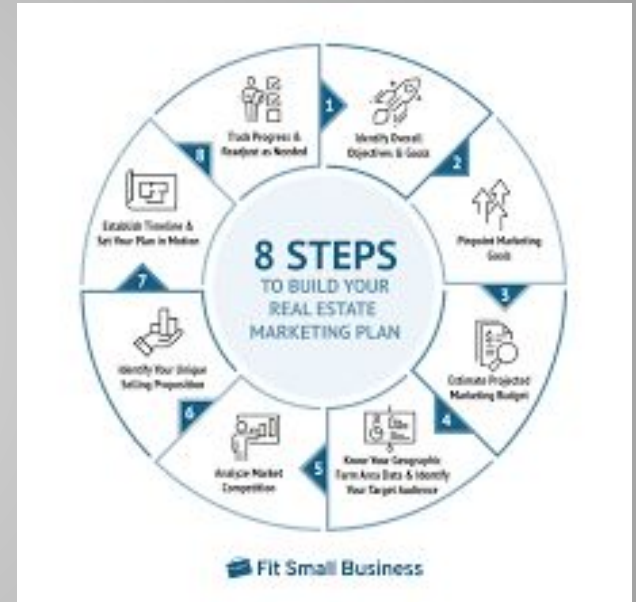 8 STEPS
TO BUILD YOUR
REAL ESTATE
MARKETING PLAN
1
Identify Overall
Objectives & Goals
2
Pinpoint Marketing
Goals
3
Estimate Projected
Marketing Budget
4
Know Your Geographic
Farm Area Data & Identify
Your Target Audience
5
Analyze Market
Competition
6
Identify Your Unique
Selling Proposition
7
Establish Timeline &
Set Your Plan in Motion
8
Track Progress &
Readjust as Needed
Fit Small Business